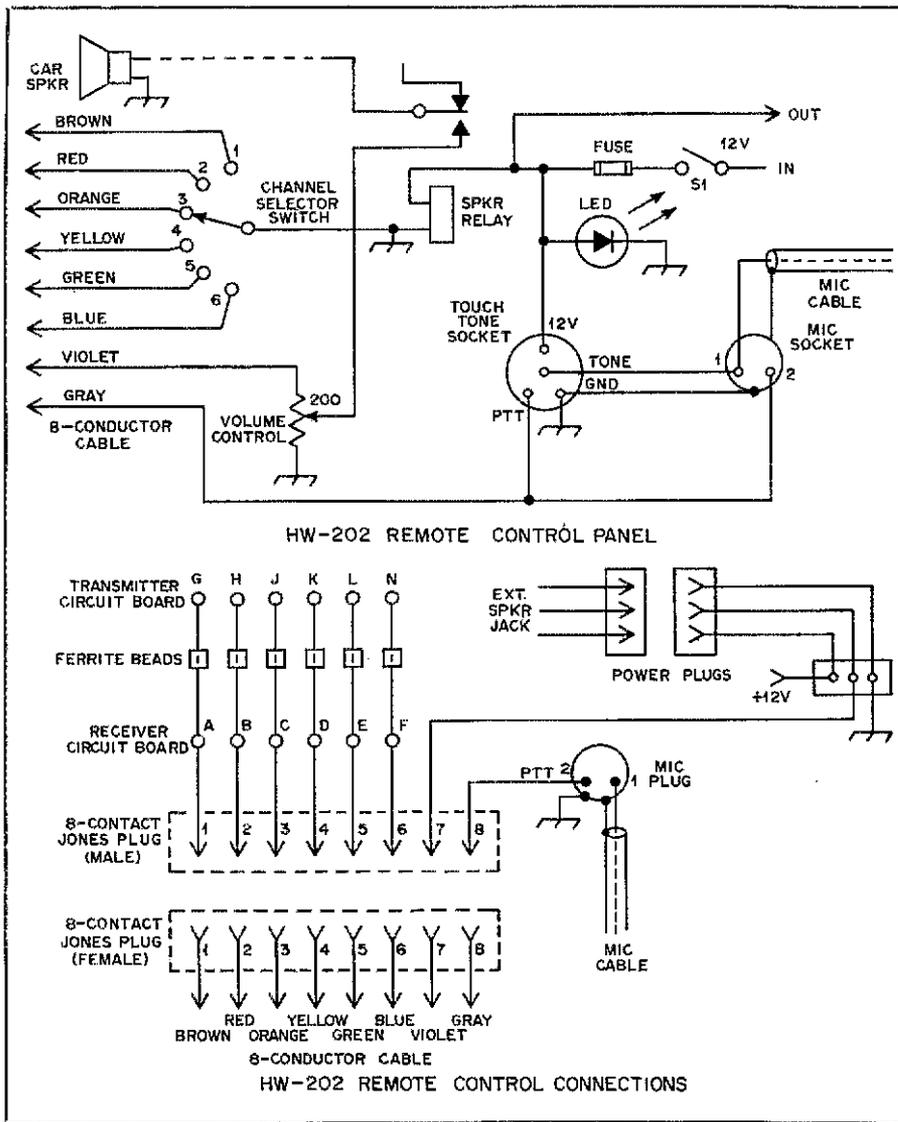 CAR
SPKR
BROWN
1
RED
2
ORANGE
3
YELLOW
4
GREEN
5
BLUE
6
VIOLET
GRAY
8-CONDUCTOR
CABLE
CHANNEL
SELECTOR
SWITCH
200
VOLUME
CONTROL
SPKR
RELAY
OUT
FUSE
12V
IN
S1
LED
MIC
CABLE
TOUCH
TONE
SOCKET
12V
MIC
SOCKET
TONE
1
2
GND
PTT
HW-202 REMOTE CONTROL PANEL
G H J K L N
TRANSMITTER
CIRCUIT BOARD
FERRITE BEADS
RECEIVER
CIRCUIT BOARD
A B C D E F
EXT.
SPKR
JACK
POWER PLUGS
+12V
PTT
2
1
MIC
PLUG
MIC
CABLE
8-CONTACT
JONES PLUG
(MALE)
1 2 3 4 5 6 7 8
8-CONTACT
JONES PLUG
(FEMALE)
1 2 3 4 5 6 7 8
RED YELLOW BLUE GRAY
BROWN ORANGE GREEN VIOLET
8-CONDUCTOR CABLE
HW-202 REMOTE CONTROL CONNECTIONS